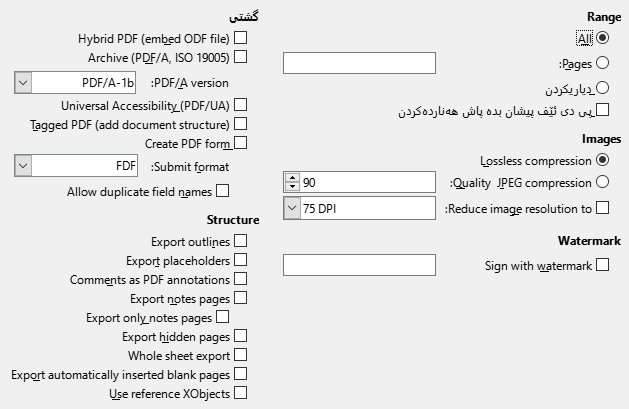 Range
All
Pages:
دیاریکردن
پی دی ئێف پیشان بدە پاش هەناردەکردن
Images
Lossless compression
Quality JPEG compression:
90
Reduce image resolution to:
75 DPI
Watermark
Sign with watermark
گشتی
Hybrid PDF (embed ODF file)
Archive (PDF/A, ISO 19005)
PDF/A version:
PDF/A-1b
Universal Accessibility (PDF/UA)
Tagged PDF (add document structure)
Create PDF form
Submit format:
FDF
Allow duplicate field names
Structure
Export outlines
Export placeholders
Comments as PDF annotations
Export notes pages
Export only notes pages
Export hidden pages
Whole sheet export
Export automatically inserted blank pages
Use reference XObjects